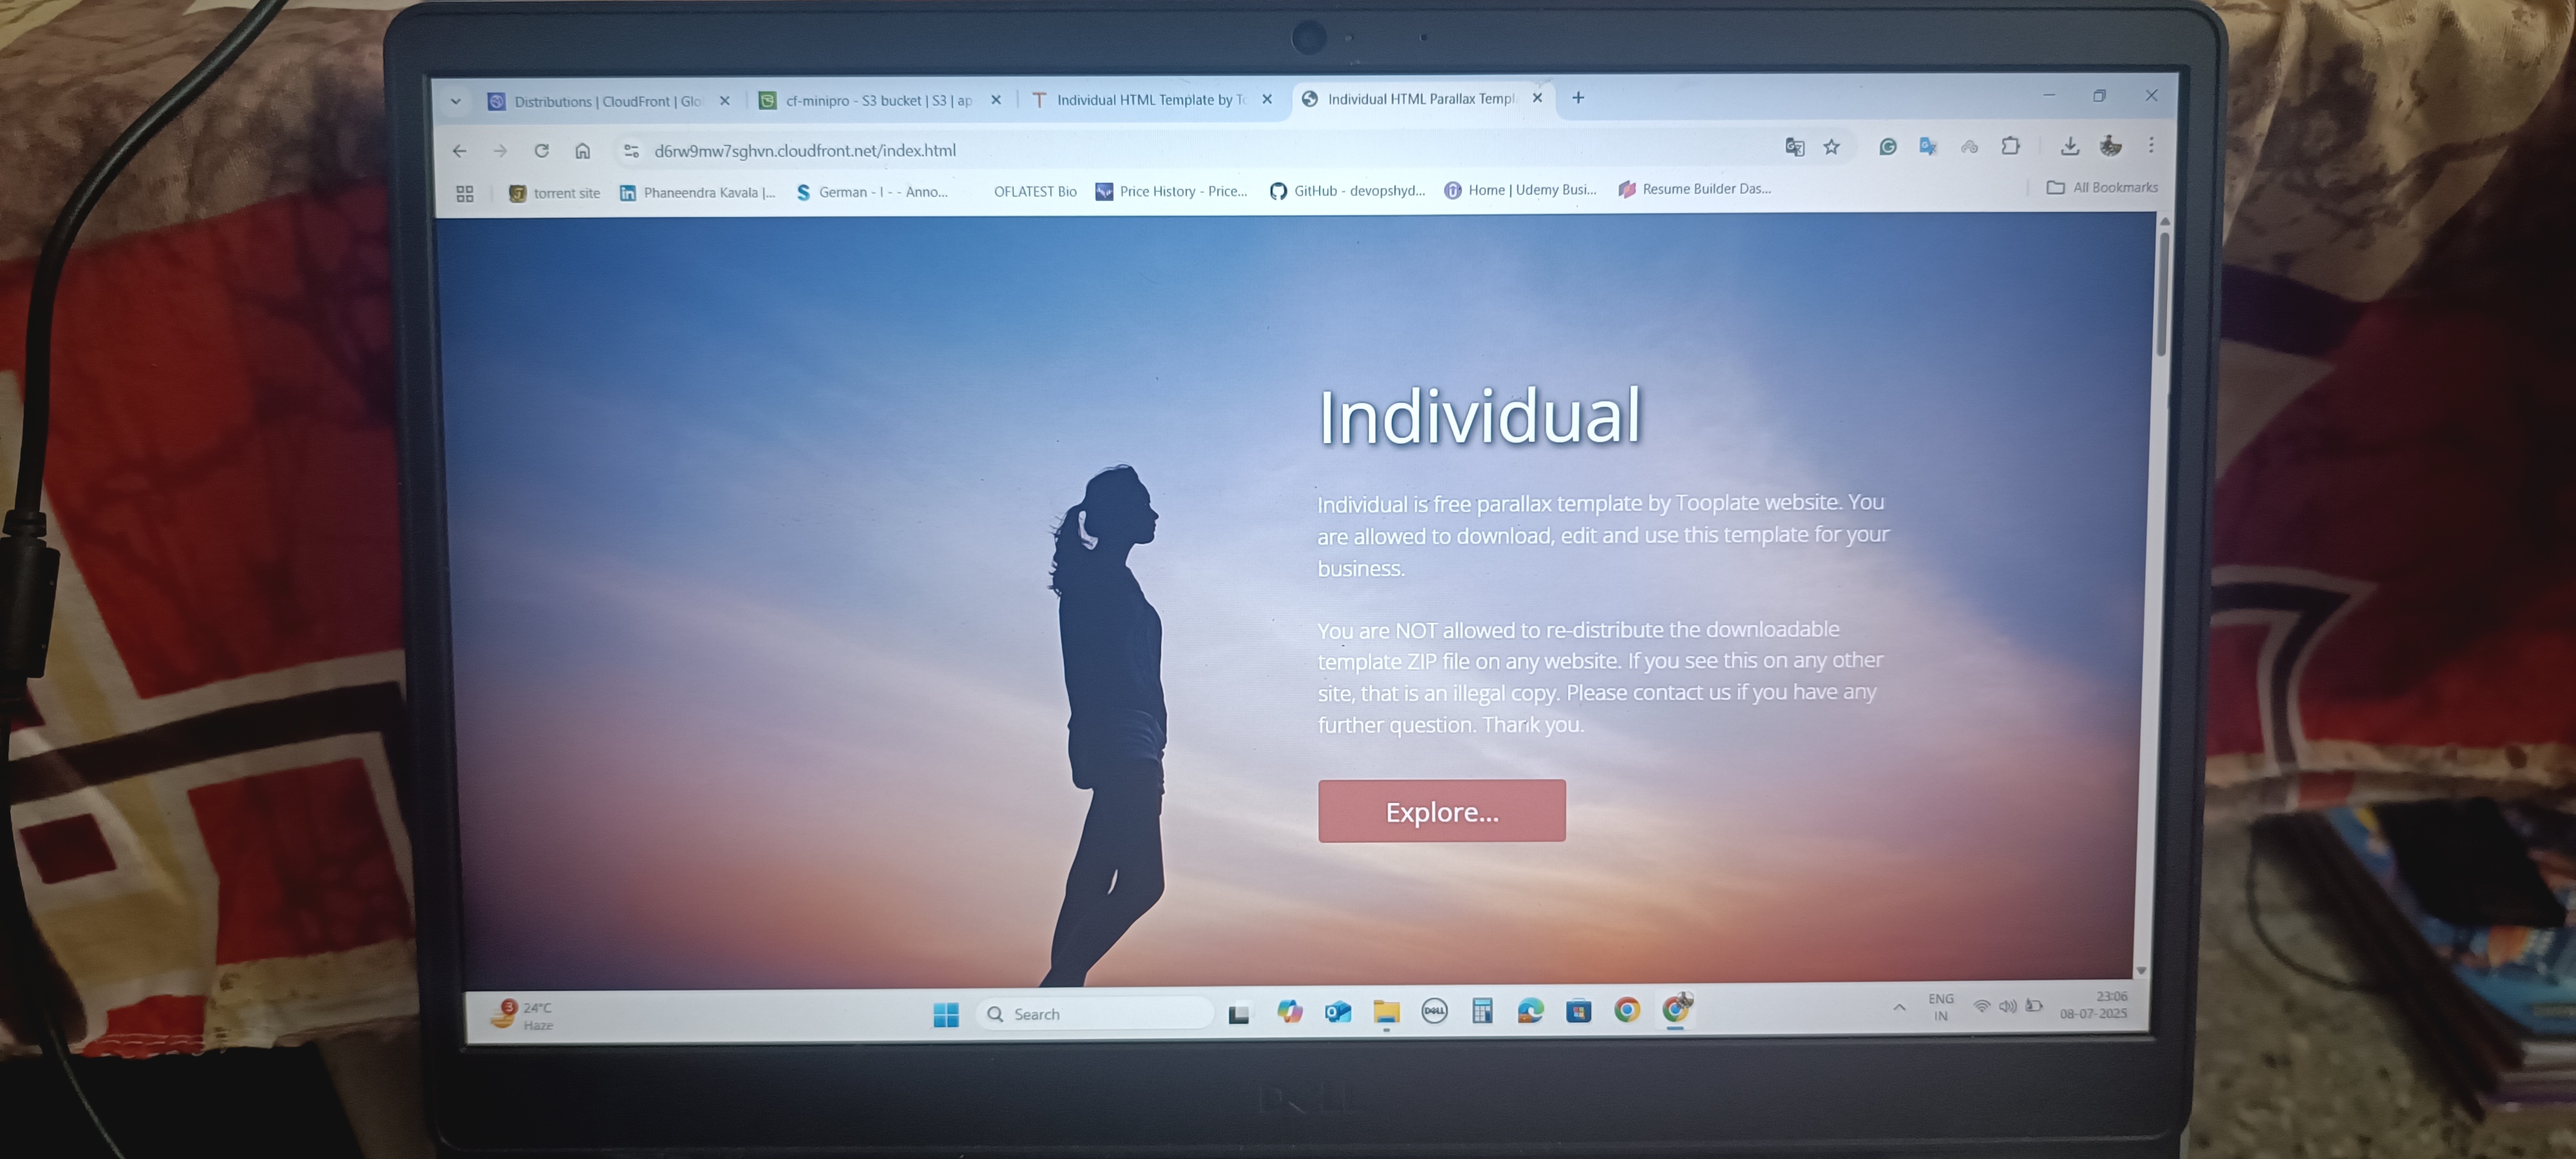 Distributions | CloudFront | Glo
cf-minipro - S3 bucket | S3 | ap
Individual HTML Template by To
Individual HTML Parallax Templ
d6rw9mw7sghvn.cloudfront.net/index.html
torrent site
Phaneendra Kavala |...
German - I - - Anno...
OFLATEST Bio
Price History - Price...
GitHub - devopshyd...
Home | Udemy Busi...
Resume Builder Das...
All Bookmarks
Individual
Individual is free parallax template by Tooplate website. You
are allowed to download, edit and use this template for your
business.
You are NOT allowed to re-distribute the downloadable
template ZIP file on any website. If you see this on any other
site, that is an illegal copy. Please contact us if you have any
further question. Thank you.
Explore...
3
24°C
Haze
Search
DELL
ENG
IN
23:06
08-07-2025
DELL